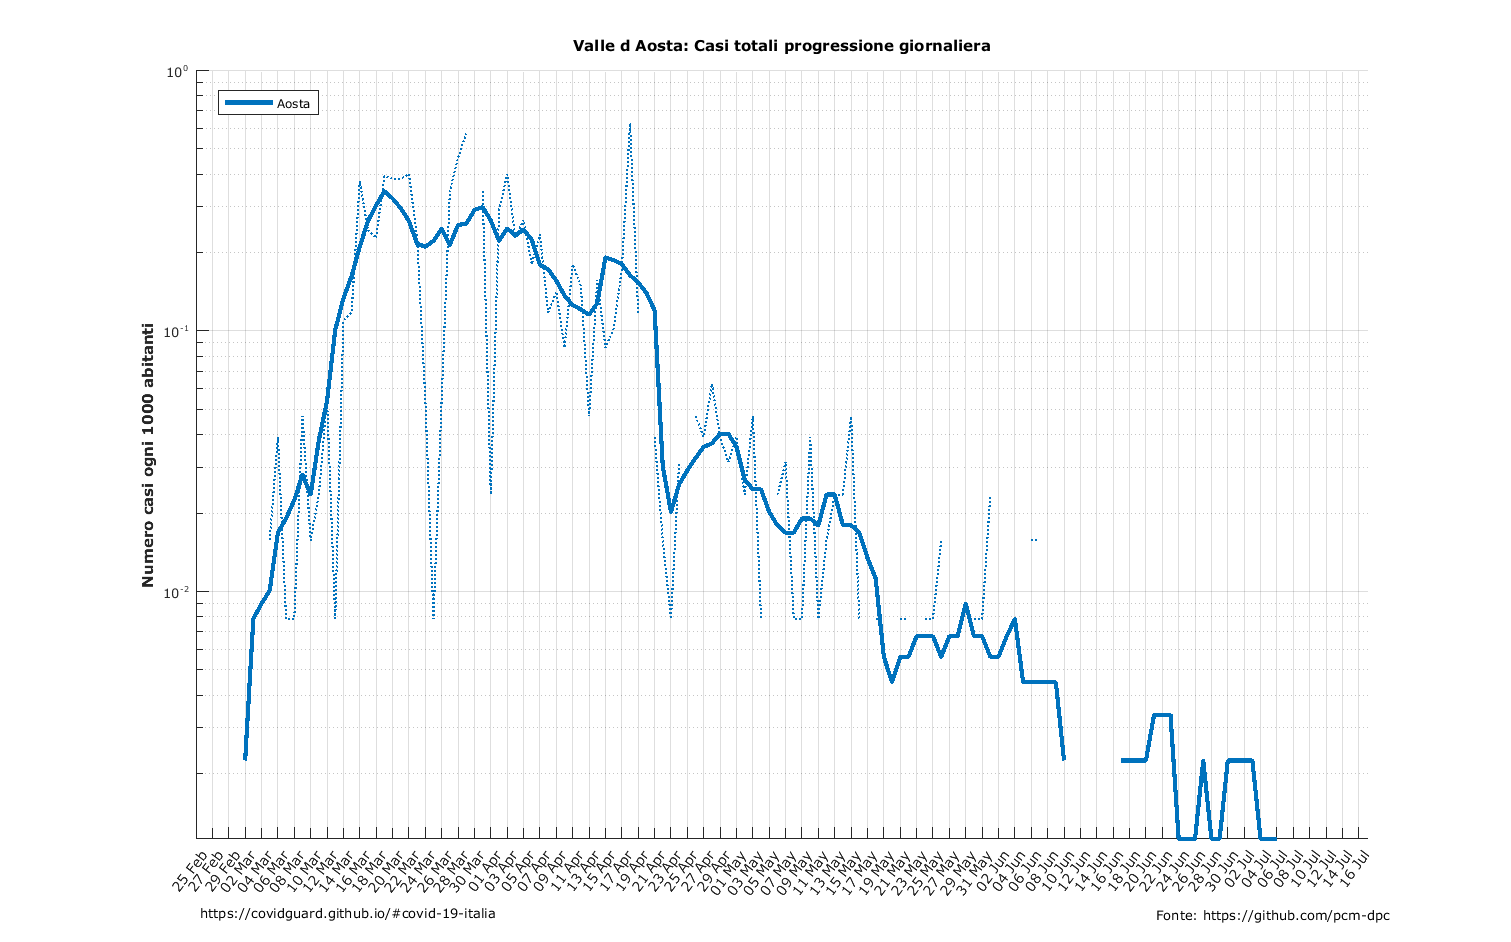 Valle d Aosta: Casi totali progressione giornaliera
10^0
Aosta
10^-1
10^-2
Numero casi ogni 1000 abitanti
25 Feb
27 Feb
29 Feb
02 Mar
04 Mar
06 Mar
08 Mar
10 Mar
12 Mar
14 Mar
16 Mar
18 Mar
20 Mar
22 Mar
24 Mar
26 Mar
28 Mar
30 Mar
01 Apr
03 Apr
05 Apr
07 Apr
09 Apr
11 Apr
13 Apr
15 Apr
17 Apr
19 Apr
21 Apr
23 Apr
25 Apr
27 Apr
29 Apr
01 May
03 May
05 May
07 May
09 May
11 May
13 May
15 May
17 May
19 May
21 May
23 May
25 May
27 May
29 May
31 May
02 Jun
04 Jun
06 Jun
08 Jun
10 Jun
12 Jun
14 Jun
16 Jun
18 Jun
20 Jun
22 Jun
24 Jun
26 Jun
28 Jun
30 Jun
02 Jul
04 Jul
06 Jul
08 Jul
10 Jul
12 Jul
14 Jul
16 Jul
https://covidguard.github.io/#covid-19-italia
Fonte: https://github.com/pcm-dpc